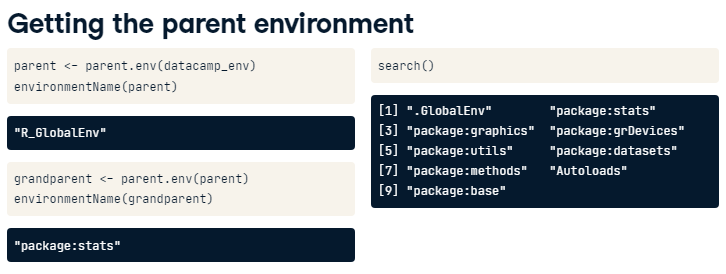 Getting the parent environment
parent <- parent.env(datacamp_env)
environmentName(parent)
"R_GlobalEnv"
grandparent <- parent.env(parent)
environmentName(grandparent)
"package:stats"
search()
[1] ".GlobalEnv"        "package:stats"
[3] "package:graphics"  "package:grDevices"
[5] "package:utils"     "package:datasets"
[7] "package:methods"   "Autoloads"
[9] "package:base"